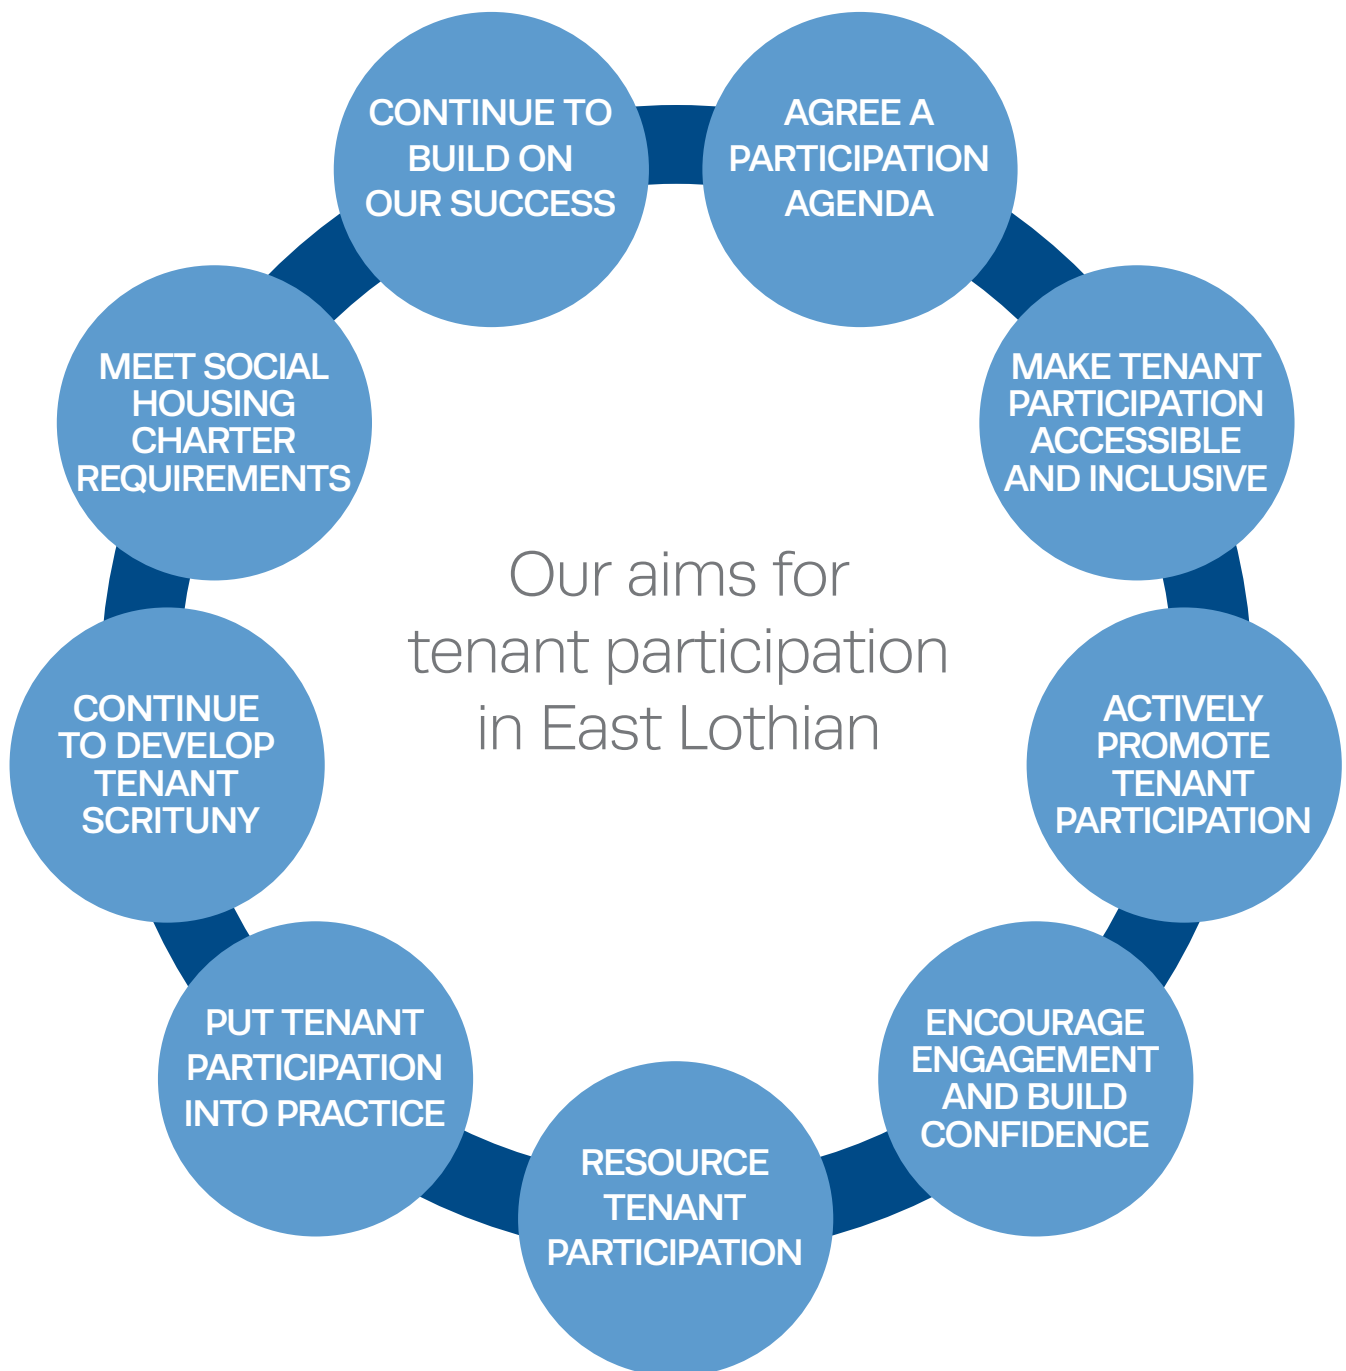 Our aims for
tenant participation
in East Lothian
AGREE A
PARTICIPATION
AGENDA
MAKE TENANT
PARTICIPATION
ACCESSIBLE
AND INCLUSIVE
ACTIVELY
PROMOTE
TENANT
PARTICIPATION
ENCOURAGE
ENGAGEMENT
AND BUILD
CONFIDENCE
RESOURCE
TENANT
PARTICIPATION
PUT TENANT
PARTICIPATION
INTO PRACTICE
CONTINUE
TO DEVELOP
TENANT
SCRITUNY
MEET SOCIAL
HOUSING
CHARTER
REQUIREMENTS
CONTINUE TO
BUILD ON
OUR SUCCESS